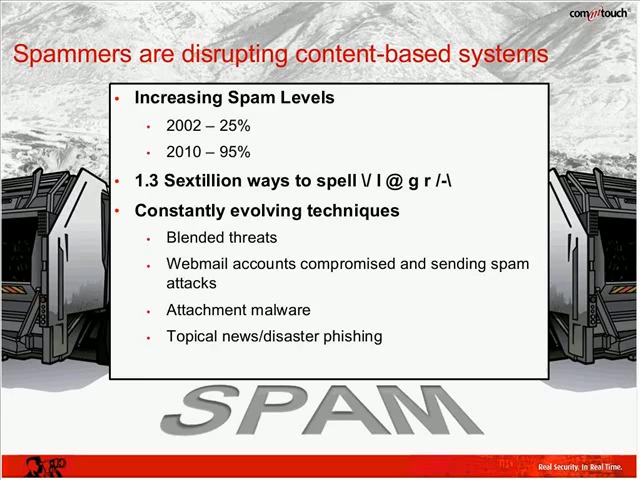 commtouch
Spammers are disrupting content-based systems
• Increasing Spam Levels
• 2002 – 25%
• 2010 – 95%
• 1.3 Sextillion ways to spell \/ I @ g r /-\
• Constantly evolving techniques
• Blended threats
• Webmail accounts compromised and sending spam
attacks
• Attachment malware
• Topical news/disaster phishing
SPAM
Real Security. In Real Time.